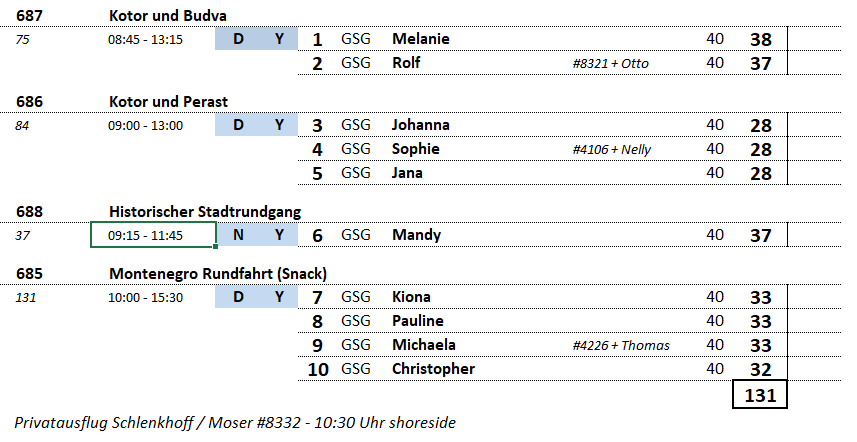 687 Kotor und Budva
75 08:45 - 13:15 D Y 1 GSG Melanie 40 38
2 GSG Rolf #8321 + Otto 40 37
686 Kotor und Perast
84 09:00 - 13:00 D Y 3 GSG Johanna 40 28
4 GSG Sophie #4106 + Nelly 40 28
5 GSG Jana 40 28
688 Historischer Stadtrundgang
37 09:15 - 11:45 N Y 6 GSG Mandy 40 37
685 Montenegro Rundfahrt (Snack)
131 10:00 - 15:30 D Y 7 GSG Kiona 40 33
8 GSG Pauline 40 33
9 GSG Michaela #4226 + Thomas 40 33
10 GSG Christopher 40 32
131
Privatausflug Schlenkhoff / Moser #8332 - 10:30 Uhr shoreside